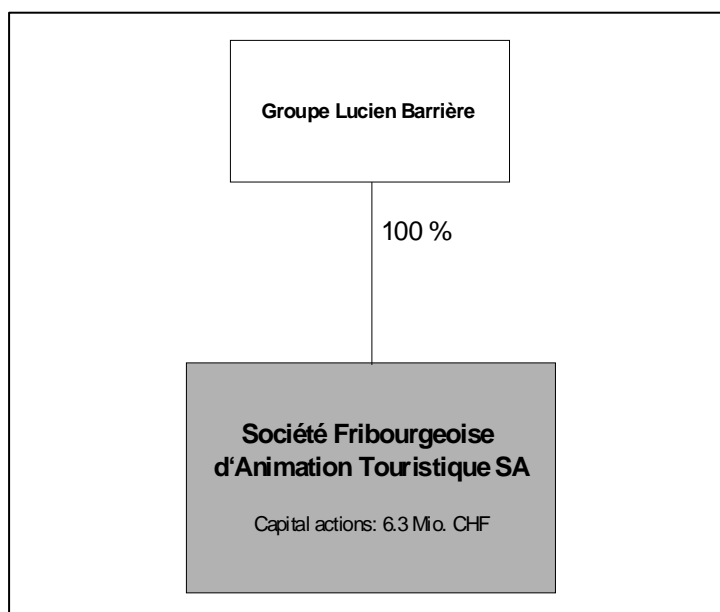 Groupe Lucien Barrière
100 %
Société Fribourgeoise
d‘Animation Touristique SA
Capital actions: 6.3 Mio. CHF